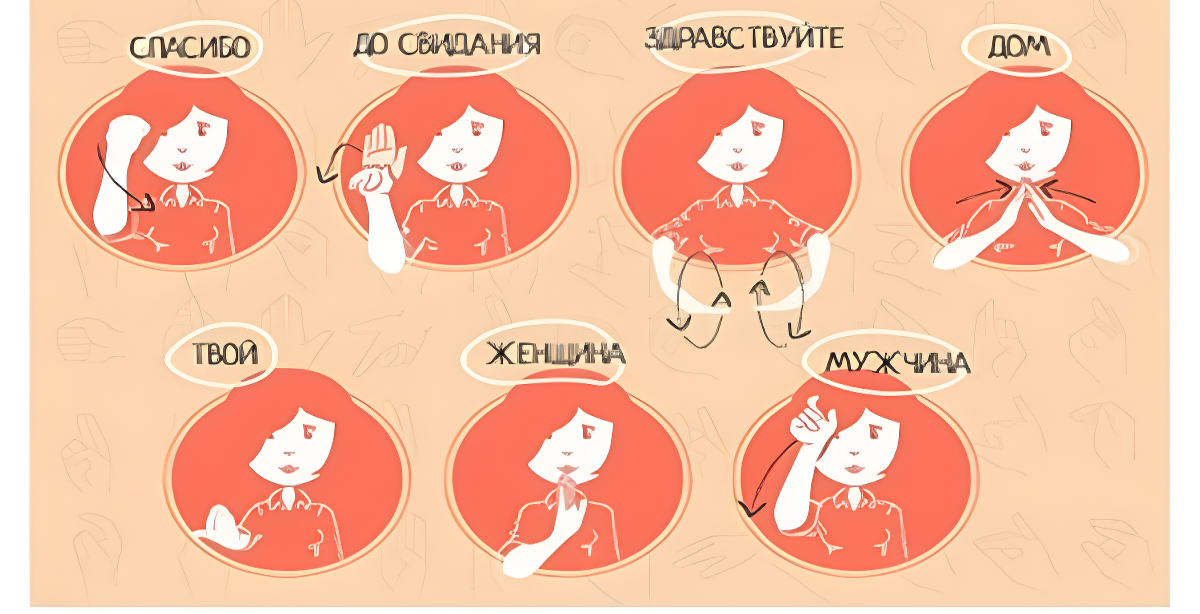 СПАСИБО
ДО СВИДАНИЯ
ЗДРАВСТВУЙТЕ
ДОМ
ТВОЙ
ЖЕНЩИНА
МУЖЧИНА